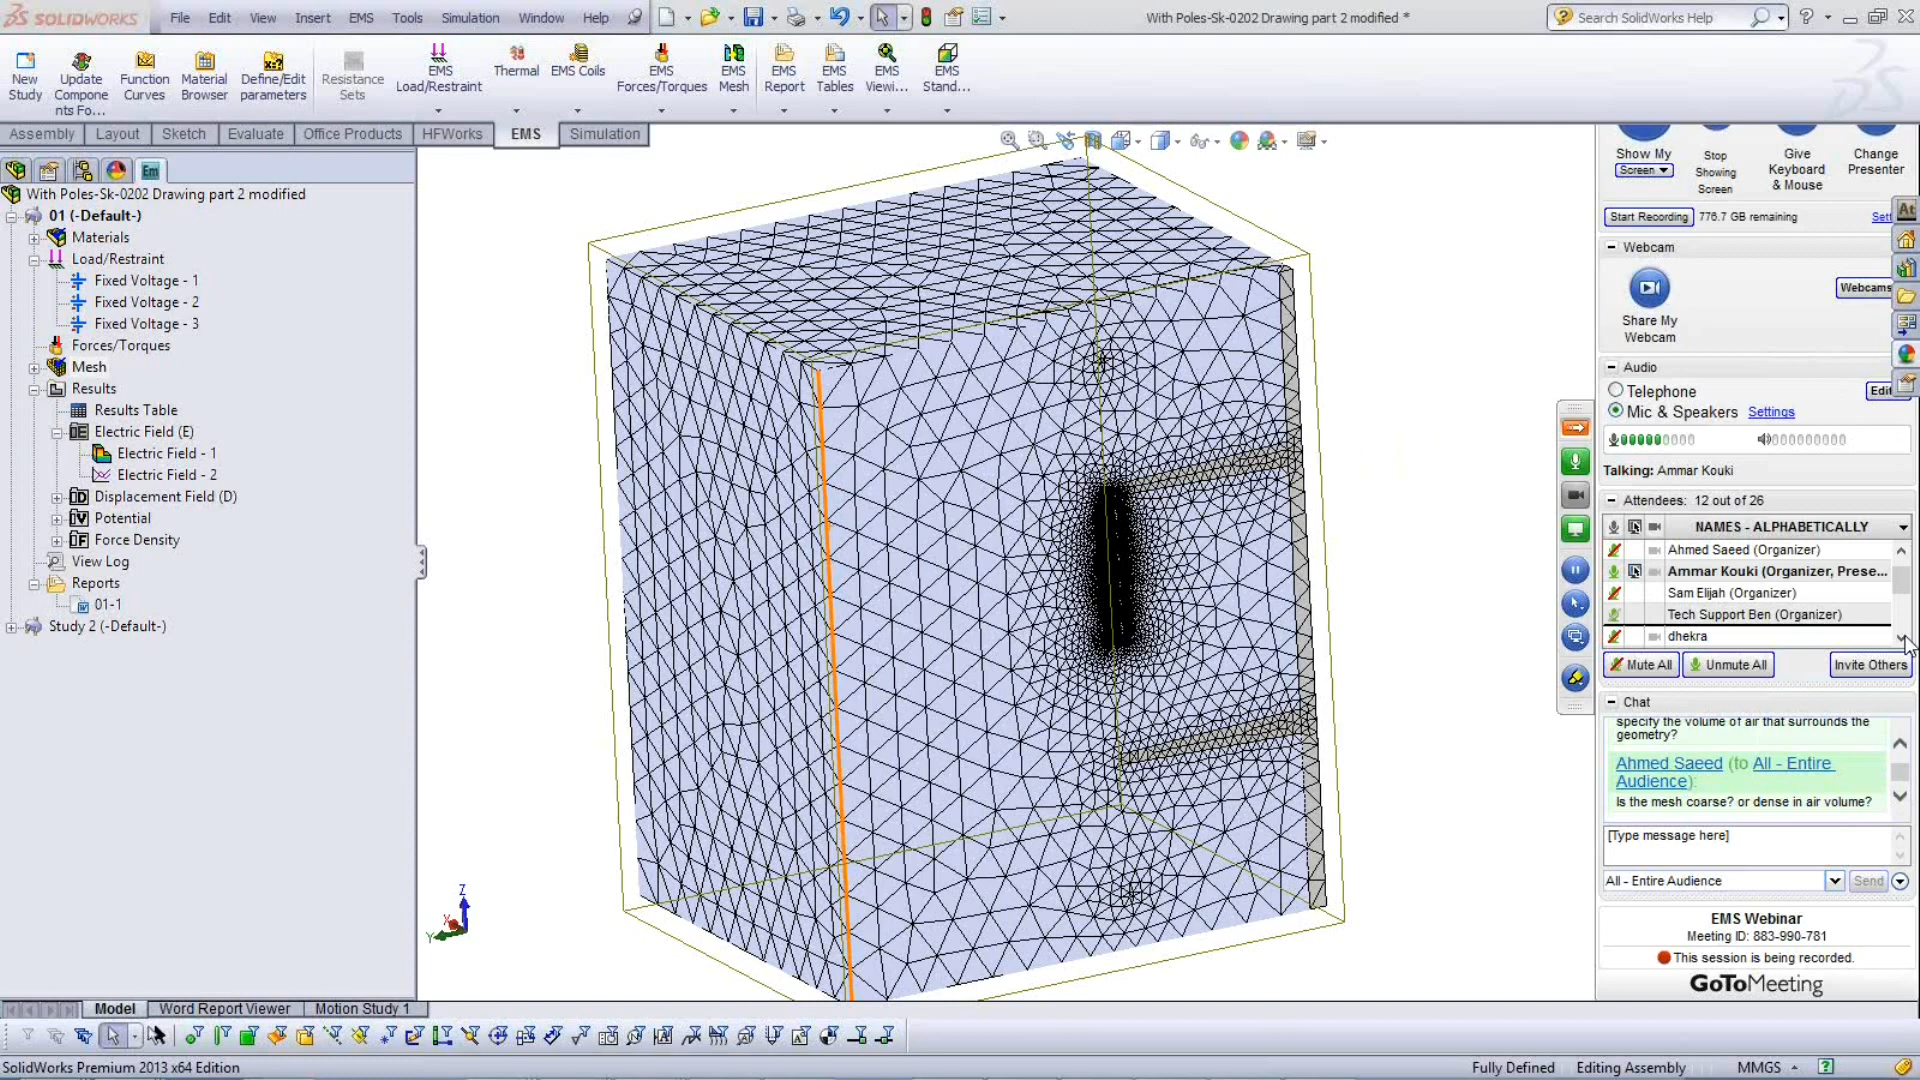 SOLIDWORKS File Edit View Insert EMS Tools Simulation Window Help With Poles-Sk-0202 Drawing part 2 modified * Search SolidWorks Help
New Study
Update Compone nts Fo...
Function Curves
Material Browser
Define/Edit parameters
Resistance Sets
EMS Load/Restraint
Thermal
EMS Coils
EMS Forces/Torques
EMS Mesh
EMS Report
EMS Tables
EMS Viewi...
EMS Stand...
Assembly Layout Sketch Evaluate Office Products HFWorks EMS Simulation
With Poles-Sk-0202 Drawing part 2 modified
01 (-Default-)
Materials
Load/Restraint
Fixed Voltage - 1
Fixed Voltage - 2
Fixed Voltage - 3
Forces/Torques
Mesh
Results
Results Table
Electric Field (E)
Electric Field - 1
Electric Field - 2
Displacement Field (D)
Potential
Force Density
View Log
Reports
01-1
Study 2 (-Default-)
Z
X
Y
Show My
Screen
Stop
Showing
Screen
Give
Keyboard
& Mouse
Change
Presenter
Start Recording 776.7 GB remaining Sett
Webcam
Share My
Webcam
Webcams
Audio
Telephone Edi
Mic & Speakers Settings
Talking: Ammar Kouki
Attendees: 12 out of 26
NAMES - ALPHABETICALLY
Ahmed Saeed (Organizer)
Ammar Kouki (Organizer, Prese...
Sam Elijah (Organizer)
Tech Support Ben (Organizer)
dhekra
Mute All Unmute All Invite Others
Chat
specify the volume of air that surrounds the
geometry?
Ahmed Saeed (to All - Entire
Audience):
Is the mesh coarse? or dense in air volume?
[Type message here]
All - Entire Audience Send
EMS Webinar
Meeting ID: 883-990-781
This session is being recorded.
GoToMeeting
Model Word Report Viewer Motion Study 1
SolidWorks Premium 2013 x64 Edition Fully Defined Editing Assembly MMGS